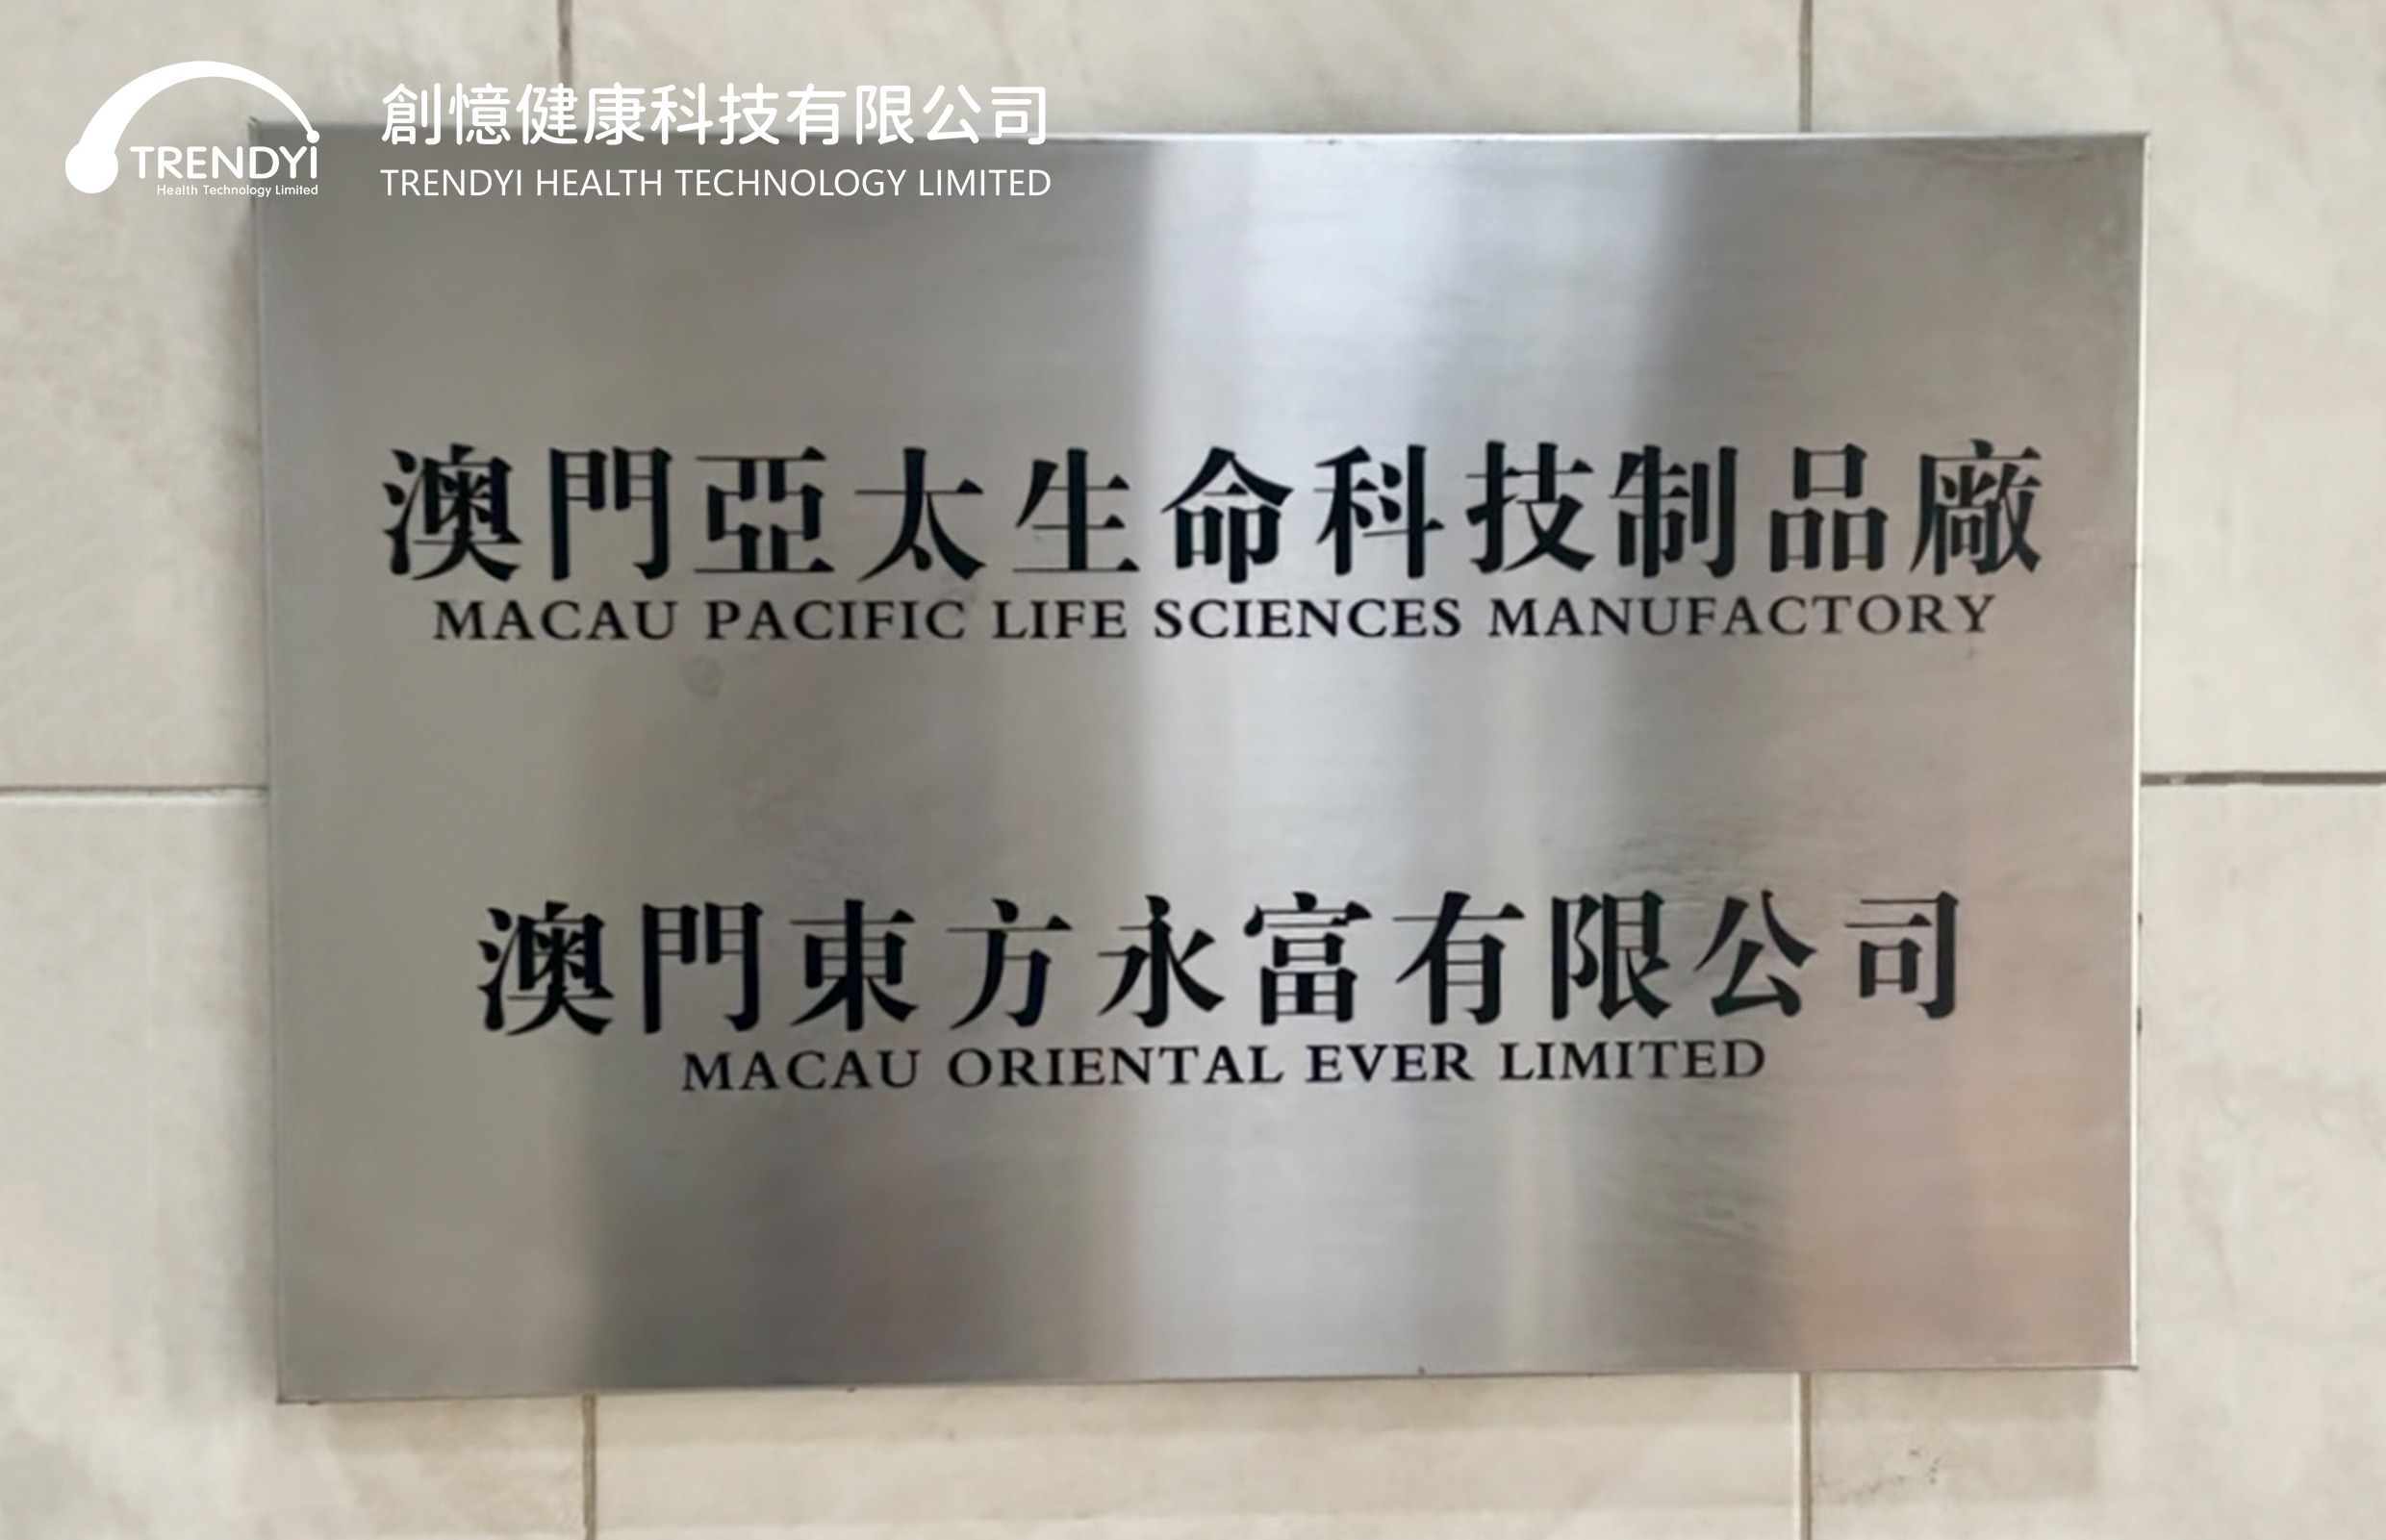 TRENDYi
Health Technology Limited
創憶健康科技有限公司
TRENDYI HEALTH TECHNOLOGY LIMITED
澳門亞太生命科技制品廠
MACAU PACIFIC LIFE SCIENCES MANUFACTORY
澳門東方永富有限公司
MACAU ORIENTAL EVER LIMITED